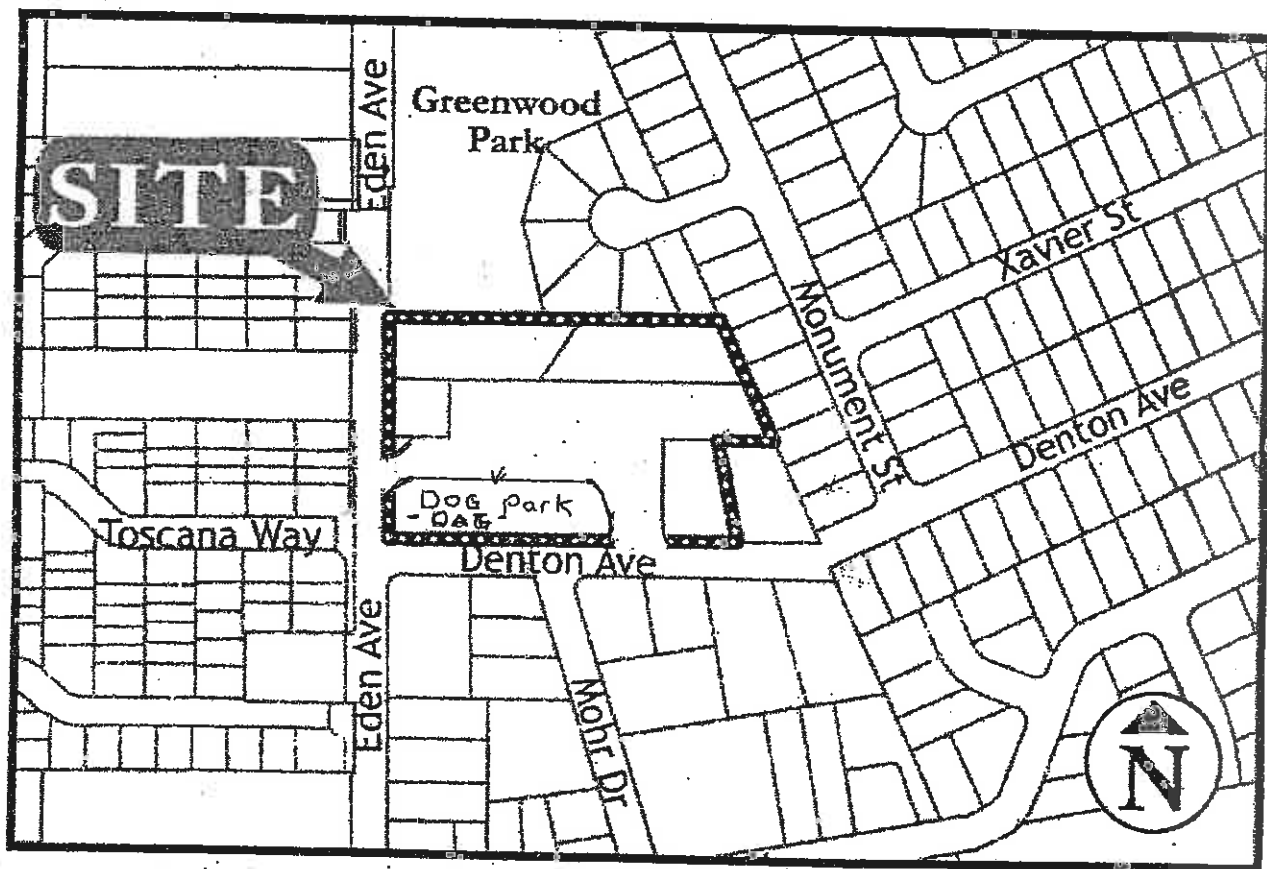 Eden Ave
Greenwood
Park
SITE
Xavier St
Monument St
Denton Ave
DOG Park
Toscana Way
Denton Ave
Eden Ave
Mohr Dr
N